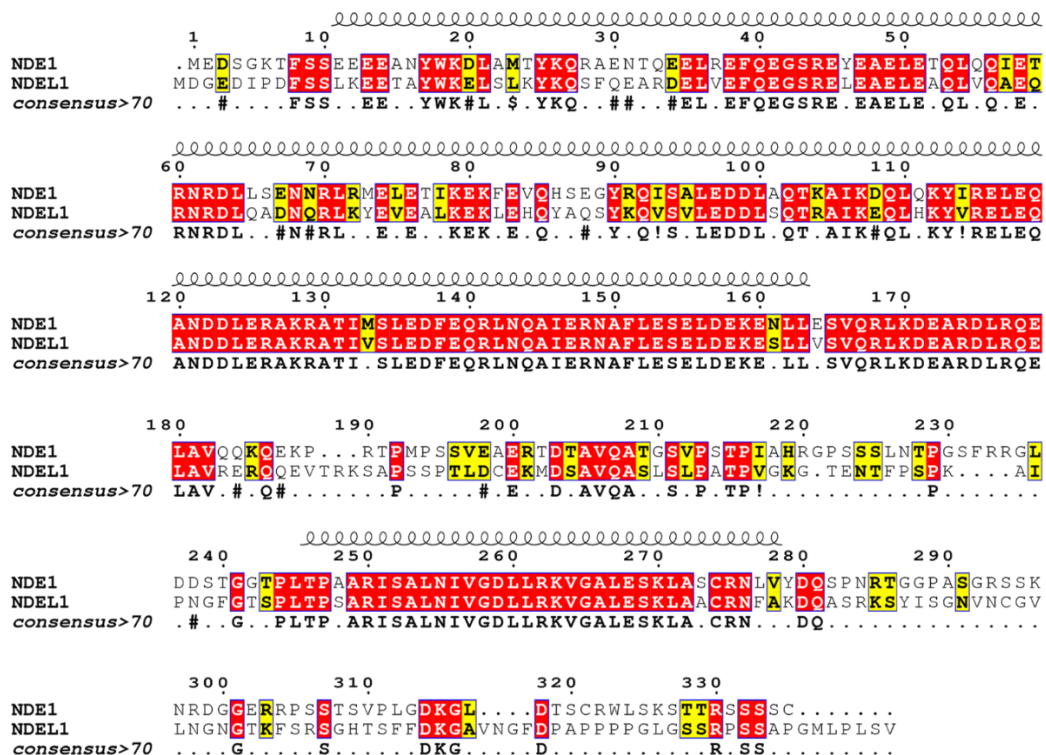 1 10 20 30 40 50
NDE1 .MEDSGKTFSSEEEEANYWKDLAMTYKQRAENTQEELREFQEGSREYEAELETQLQQIET
NDEL1 MDGEDIPDFSSLKEETAYWKELSLKYKQSFQEARDELVEFQEGSRELEAELEAQLVQAEQ
consensus>70 ...#....FSS..EE..YWK#L.$.YKQ..##..#EL.EFQEGSRE.EAELE.QL.Q.E.
60 70 80 90 100 110
NDE1 RNRDLLSENNRLRMELETIKEKFEVQHSEGYRQISALEDDLAQTKAIKDQLQKYIRELEQ
NDEL1 RNRDLQADNQRLKYEVEALKEKLEHQYAQSYKQVSVLEDDLSQTRAIKEQLHKYVRELEQ
consensus>70 RNRDL..#N#RL..E.E..KEK.E.Q..#.Y.Q!S.LEDDL.QT.AIK#QL.KY!RELEQ
120 130 140 150 160 170
NDE1 ANDDLERAKRATIMSLEDFEQRLNQAIERNAFLESELDEKENLLESVQRLKDEARDLRQE
NDEL1 ANDDLERAKRATIVSLEDFEQRLNQAIERNAFLESELDEKESLLVSVQRLKDEARDLRQE
consensus>70 ANDDLERAKRATI.SLEDFEQRLNQAIERNAFLESELDEKE.LL.SVQRLKDEARDLRQE
180 190 200 210 220 230
NDE1 LAVQQKQEKP...RTPMPSSVEAERTDTAVQATGSVPSTPIAHRGPSSSLNTPGSFRRGL
NDEL1 LAVRERQQEVTRKSAPSSPTLDCEKMDSAVQASLSLPATPVGKG.TENTFPSPK....AI
consensus>70 LAV.#.Q#.......P.....#.E..D.AVQA..S.P.TP!...........P.......
240 250 260 270 280 290
NDE1 DDSTGGTPLTPAARISALNIVGDLLRKVGALESKLASCRNLVYDQSPNRTGGPASGRSSK
NDEL1 PNGFGTSPLTPSARISALNIVGDLLRKVGALESKLAACRNFAKDQASRKSYISGNVNCGV
consensus>70 .#..G..PLTP.ARISALNIVGDLLRKVGALESKLA.CRN...DQ...............
300 310 320 330
NDE1 NRDGGERRPSSTSVPLGDKGL....DTSCRWLSKSTTRSSSSC.......
NDEL1 LNGNGTKFSRSGHTSFFDKGAVNGFDPAPPPPGLGSSRPSSAPGMLPLSV
consensus>70 ....G.....S......DKG.....D...........R.SS.........